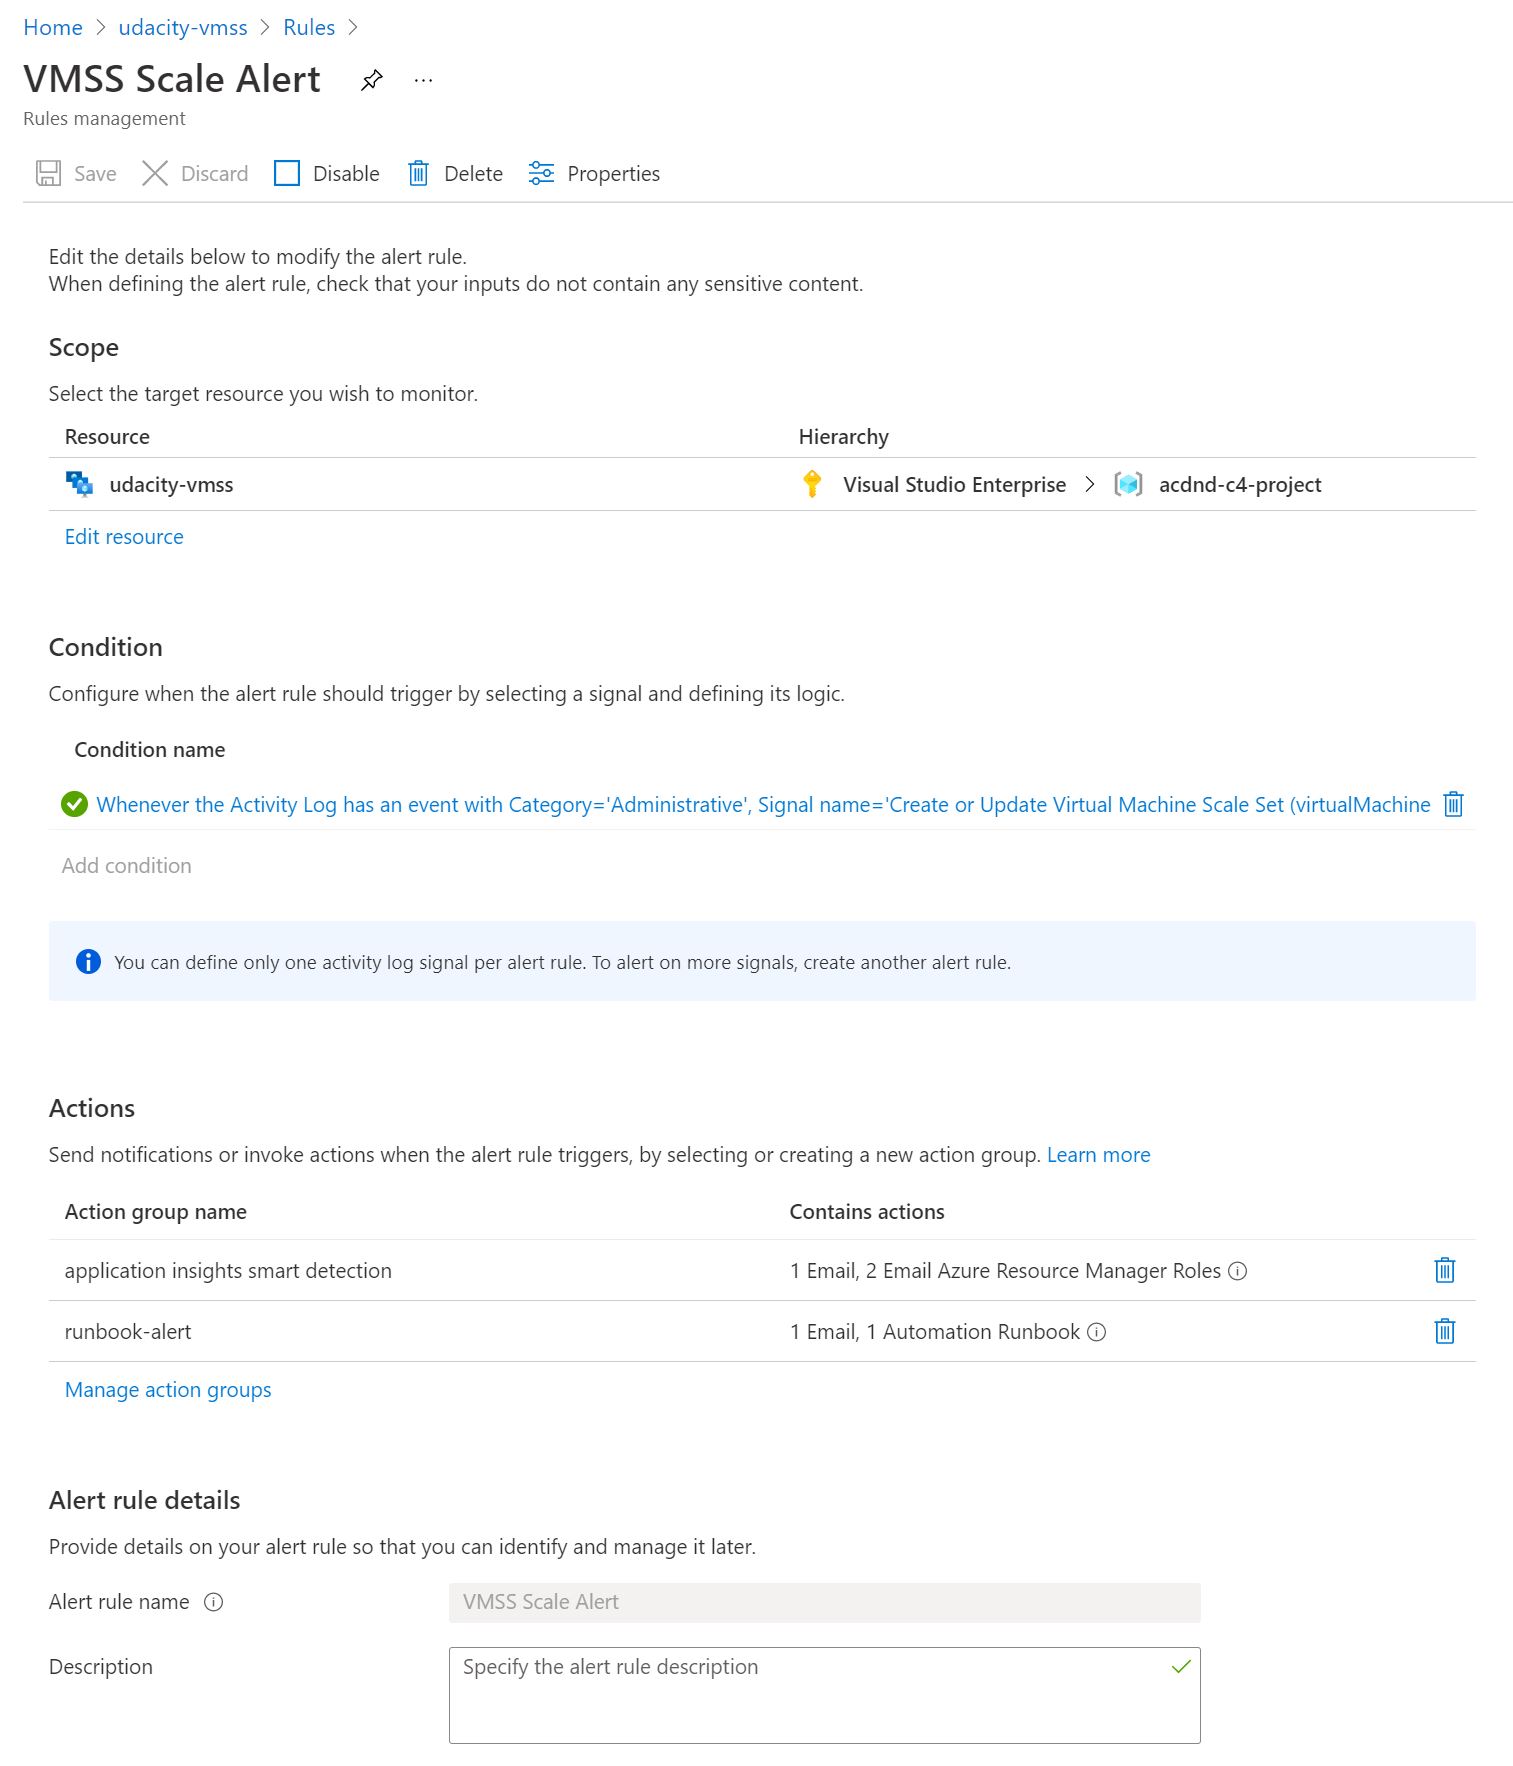 Home > udacity-vmss > Rules >
VMSS Scale Alert ...
Rules management
Save Discard Disable Delete Properties
Edit the details below to modify the alert rule.
When defining the alert rule, check that your inputs do not contain any sensitive content.
Scope
Select the target resource you wish to monitor.
Resource Hierarchy
udacity-vmss Visual Studio Enterprise > acdnd-c4-project
Edit resource
Condition
Configure when the alert rule should trigger by selecting a signal and defining its logic.
Condition name
Whenever the Activity Log has an event with Category='Administrative', Signal name='Create or Update Virtual Machine Scale Set (virtualMachine
Add condition
You can define only one activity log signal per alert rule. To alert on more signals, create another alert rule.
Actions
Send notifications or invoke actions when the alert rule triggers, by selecting or creating a new action group. Learn more
Action group name Contains actions
application insights smart detection 1 Email, 2 Email Azure Resource Manager Roles
runbook-alert 1 Email, 1 Automation Runbook
Manage action groups
Alert rule details
Provide details on your alert rule so that you can identify and manage it later.
Alert rule name VMSS Scale Alert
Description Specify the alert rule description